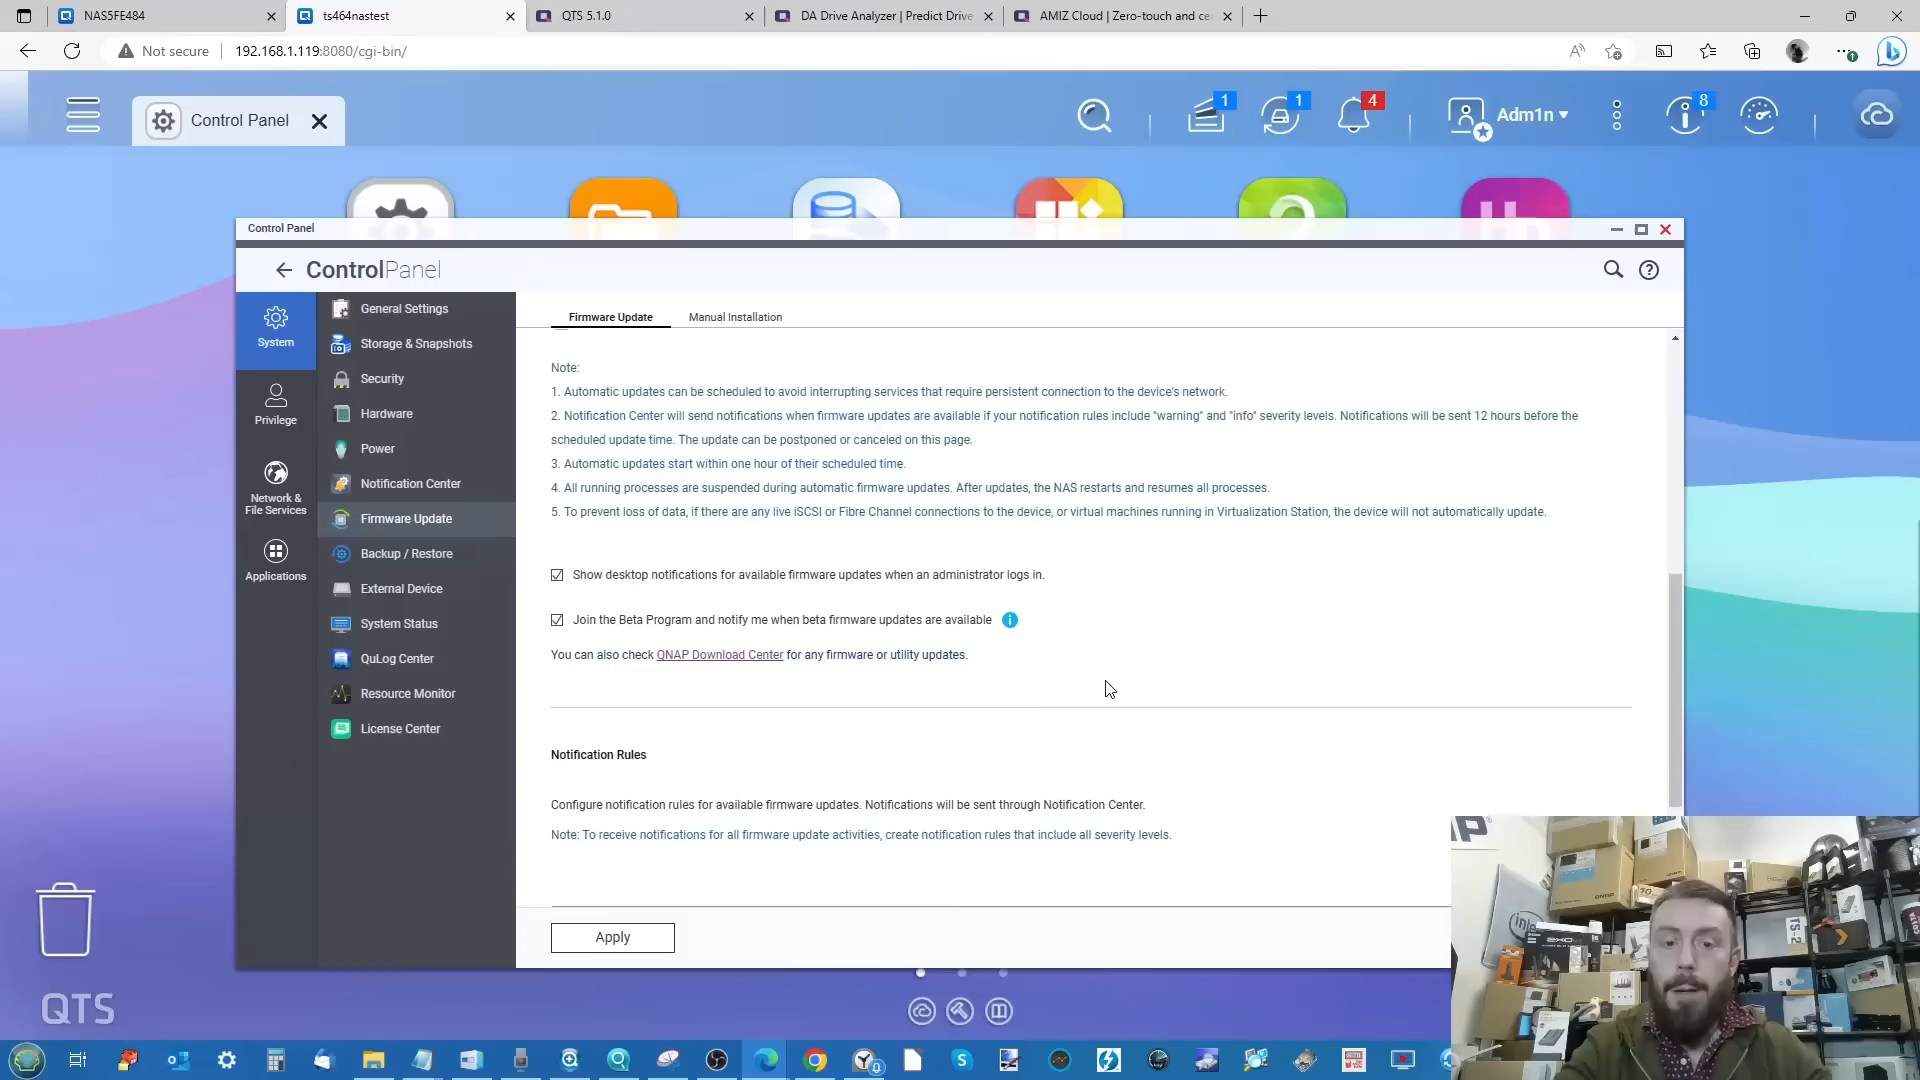 NAS5FE484
ts464nastest
QTS 5.1.0
DA Drive Analyzer | Predict Drive
AMIZ Cloud | Zero-touch and ce
Not secure
192.168.1.119:8080/cgi-bin/
Control Panel
1
1
4
Adm1n
8
Control Panel
ControlPanel
System
Privilege
Network &
File Services
Applications
General Settings
Storage & Snapshots
Security
Hardware
Power
Notification Center
Firmware Update
Backup / Restore
External Device
System Status
QuLog Center
Resource Monitor
License Center
Firmware Update
Manual Installation
Note:
1. Automatic updates can be scheduled to avoid interrupting services that require persistent connection to the device's network.
2. Notification Center will send notifications when firmware updates are available if your notification rules include "warning" and "info" severity levels. Notifications will be sent 12 hours before the
scheduled update time. The update can be postponed or canceled on this page.
3. Automatic updates start within one hour of their scheduled time.
4. All running processes are suspended during automatic firmware updates. After updates, the NAS restarts and resumes all processes.
5. To prevent loss of data, if there are any live iSCSI or Fibre Channel connections to the device, or virtual machines running in Virtualization Station, the device will not automatically update.
Show desktop notifications for available firmware updates when an administrator logs in.
Join the Beta Program and notify me when beta firmware updates are available
You can also check QNAP Download Center for any firmware or utility updates.
Notification Rules
Configure notification rules for available firmware updates. Notifications will be sent through Notification Center.
Note: To receive notifications for all firmware update activities, create notification rules that include all severity levels.
Apply
QTS
intel